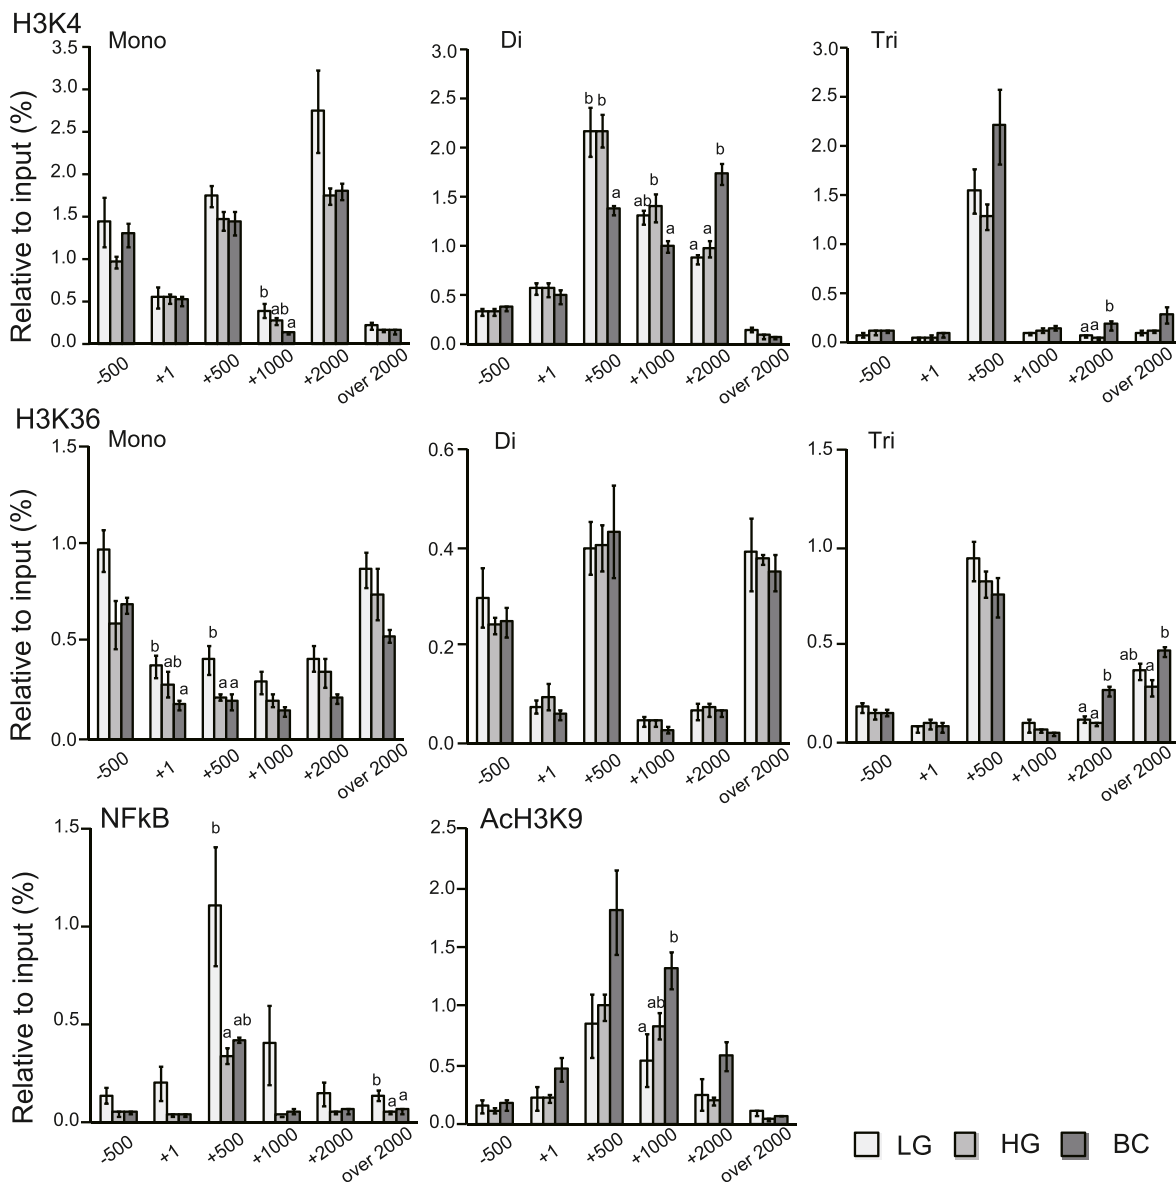 H3K4
Mono
Di
Tri
Relative to input (%)
3.5
3.0
2.5
2.0
1.5
1.0
0.5
0.0
b
ab
a
-500
+1
+500
+1000
+2000
over 2000
3.0
2.5
2.0
1.5
1.0
0.5
0.0
b b
a
ab
b
a
a
a
b
-500
+1
+500
+1000
+2000
over 2000
3.0
2.5
2.0
1.5
1.0
0.5
0.0
a a
b
-500
+1
+500
+1000
+2000
over 2000
H3K36
Mono
Di
Tri
Relative to input (%)
1.5
1.0
0.5
0.0
b
ab
a
b
a a
-500
+1
+500
+1000
+2000
over 2000
0.6
0.4
0.2
0.0
-500
+1
+500
+1000
+2000
over 2000
1.5
1.0
0.5
0.0
a a
b
ab
a
b
-500
+1
+500
+1000
+2000
over 2000
NFkB
AcH3K9
Relative to input (%)
1.5
1.0
0.5
0.0
b
a
ab
b
a a
-500
+1
+500
+1000
+2000
over 2000
2.5
2.0
1.5
1.0
0.5
0.0
a
ab
b
-500
+1
+500
+1000
+2000
over 2000
LG HG BC